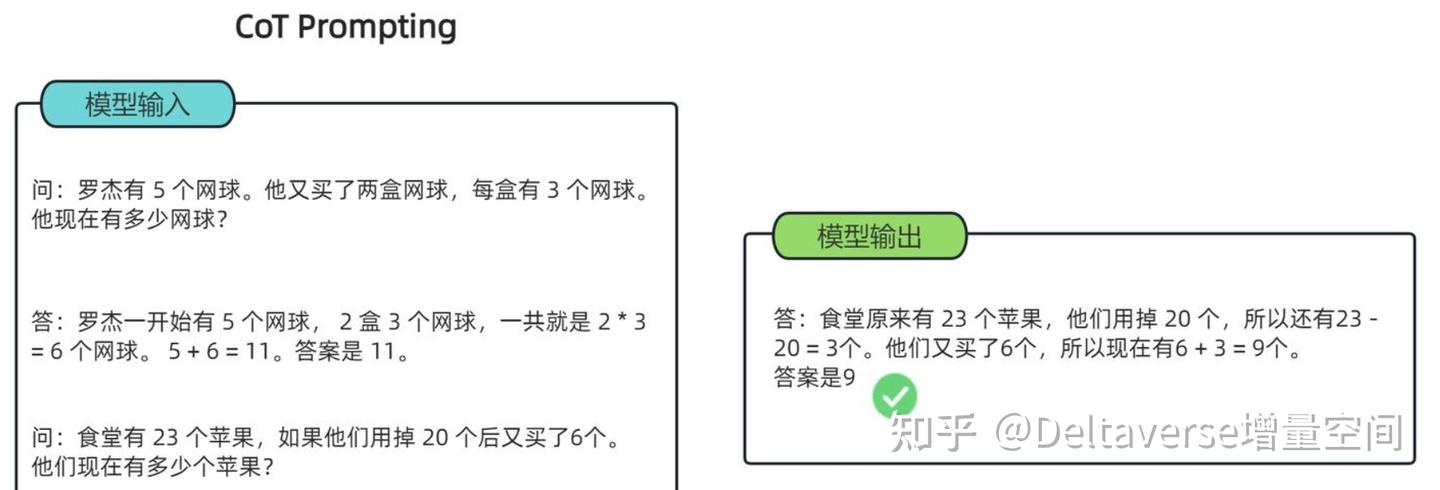 CoT Prompting
模型输入
问：罗杰有 5 个网球。他又买了两盒网球，每盒有 3 个网球。
他现在有多少网球？
答：罗杰一开始有 5 个网球， 2 盒 3 个网球，一共就是 2 * 3
= 6 个网球。 5 + 6 = 11。答案是 11。
问：食堂有 23 个苹果，如果他们用掉 20 个后又买了6个。
他们现在有多少个苹果？
模型输出
答：食堂原来有 23 个苹果，他们用掉 20 个，所以还有23 -
20 = 3个。他们又买了6个，所以现在有6 + 3 = 9个。
答案是9
知乎 @Deltaverse增量空间